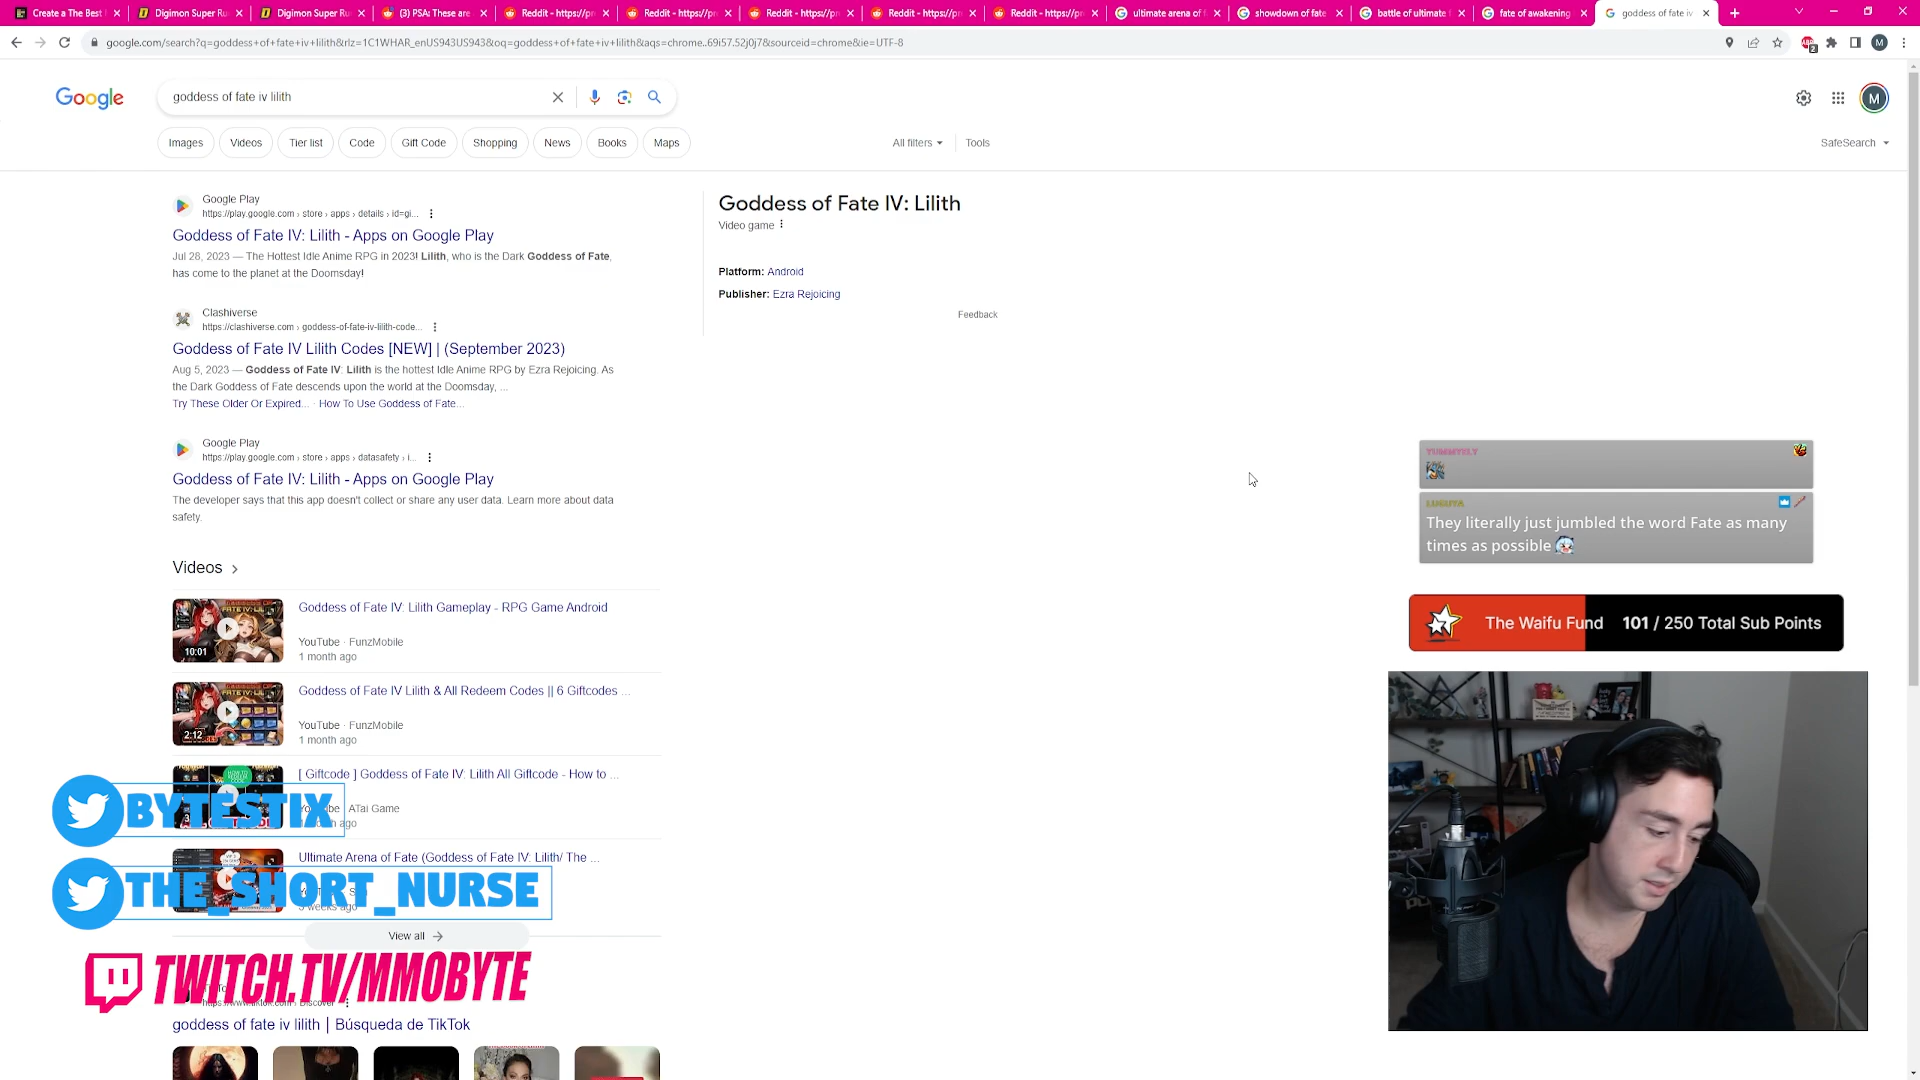 Create a The Best
Digimon Super Ru
Digimon Super Ru
(3) PSA: These are
Reddit - https://pr
Reddit - https://pr
Reddit - https://pr
Reddit - https://pr
Reddit - https://pr
ultimate arena of f
showdown of fate
battle of ultimate
fate of awakening
goddess of fate iv
google.com/search?q=goddess+of+fate+iv+lilith&rlz=1C1WHAR_enUS943US943&oq=goddess+of+fate+iv+lilith&aqs=chrome..69i57.52j0j7&sourceid=chrome&ie=UTF-8
Google
goddess of fate iv lilith
M
Images
Videos
Tier list
Code
Gift Code
Shopping
News
Books
Maps
All filters
Tools
SafeSearch
Google Play
https://play.google.com › store › apps › details › id=gi...
Goddess of Fate IV: Lilith - Apps on Google Play
Jul 28, 2023 — The Hottest Idle Anime RPG in 2023! Lilith, who is the Dark Goddess of Fate,
has come to the planet at the Doomsday!
Clashiverse
https://clashiverse.com › goddess-of-fate-iv-lilith-code...
Goddess of Fate IV Lilith Codes [NEW] | (September 2023)
Aug 5, 2023 — Goddess of Fate IV: Lilith is the hottest Idle Anime RPG by Ezra Rejoicing. As
the Dark Goddess of Fate descends upon the world at the Doomsday, ...
Try These Older Or Expired... · How To Use Goddess of Fate...
Google Play
https://play.google.com › store › apps › datasafety › i...
Goddess of Fate IV: Lilith - Apps on Google Play
The developer says that this app doesn't collect or share any user data. Learn more about data
safety.
Videos
Goddess of Fate IV: Lilith Gameplay - RPG Game Android
YouTube · FunzMobile
1 month ago
10:01
Goddess of Fate IV Lilith & All Redeem Codes || 6 Giftcodes ...
YouTube · FunzMobile
1 month ago
2:12
[ Giftcode ] Goddess of Fate IV: Lilith All Giftcode - How to ...
ATai Game
ago
BYTESTIX
Ultimate Arena of Fate (Goddess of Fate IV: Lilith/ The ...
3 weeks ago
THE_SHORT_NURSE
View all
TWITCH.TV/MMOBYTE
goddess of fate iv lilith | Búsqueda de TikTok
Goddess of Fate IV: Lilith
Video game
Platform: Android
Publisher: Ezra Rejoicing
Feedback
YUMMYELY
LUGUYA
They literally just jumbled the word Fate as many
times as possible
The Waifu Fund 101 / 250 Total Sub Points